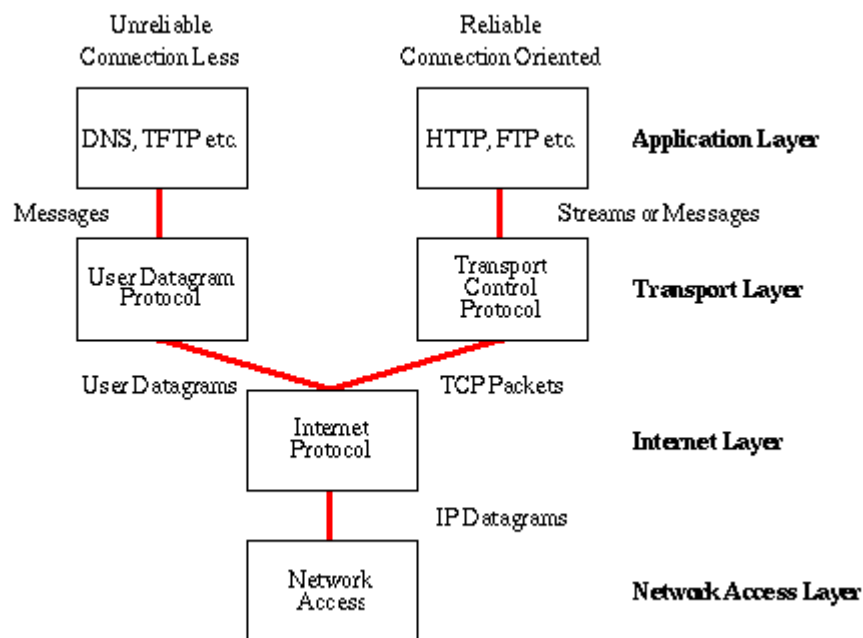 Unreliable
Connection Less
Reliable
Connection Oriented
DNS, TFTP etc
HTTP, FTP etc
Application Layer
Messages
Streams or Messages
User Datagram
Protocol
Transport
Control
Protocol
Transport Layer
User Datagrams
TCP Packets
Internet
Protocol
Internet Layer
IP Datagrams
Network
Access
Network Access Layer